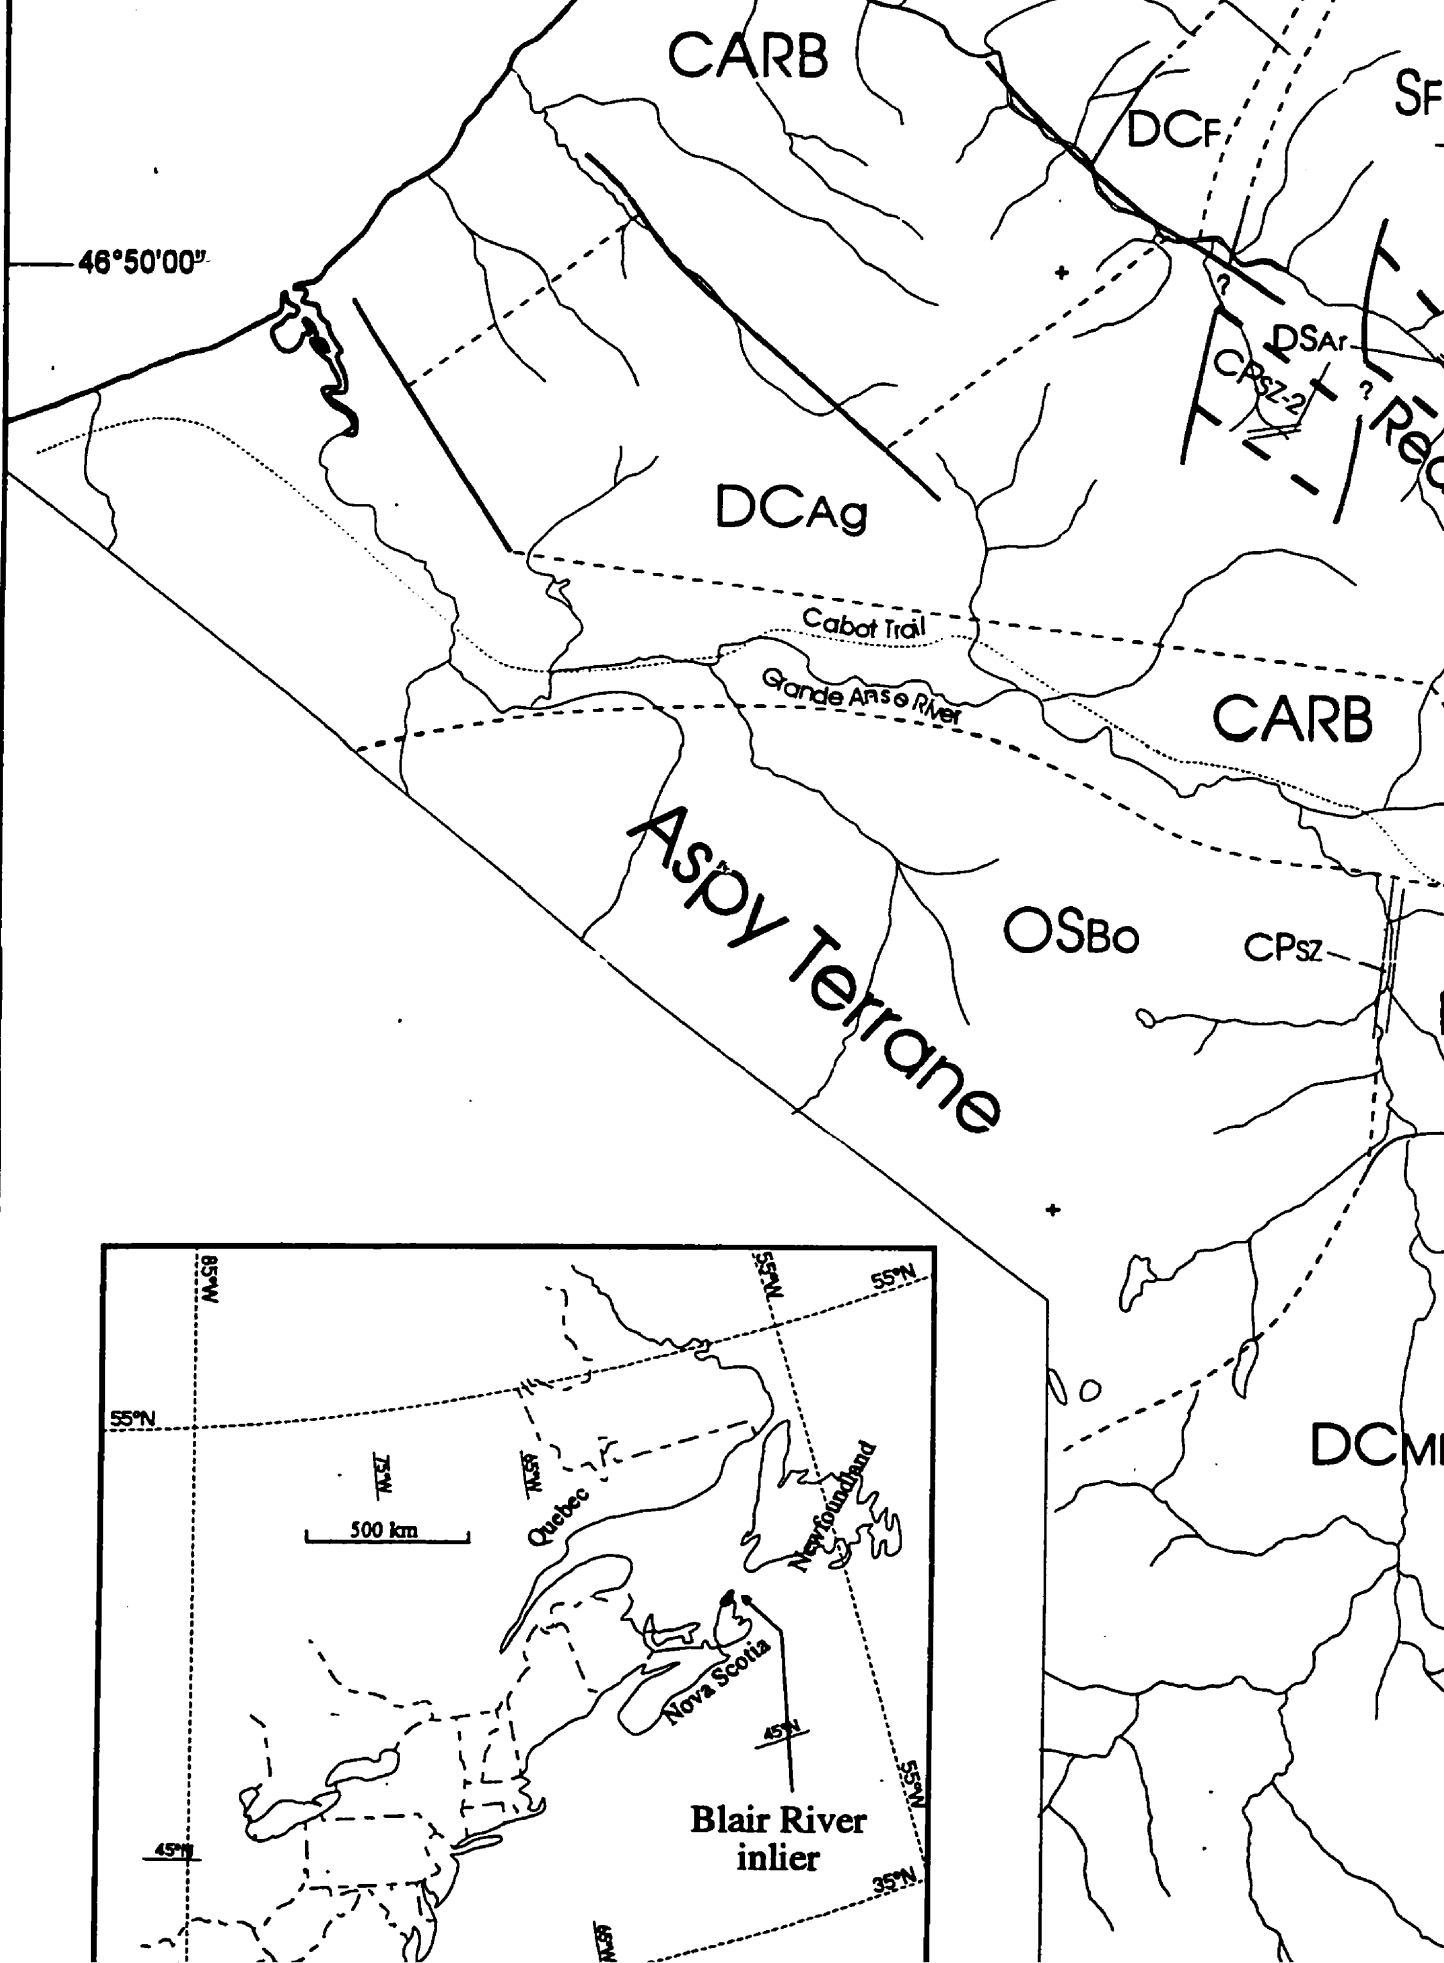 CARB
SF
DCF
46°50'00"
?
DSAr
CPSZ-2
?
DCAg
Cabot Trail
Grande Anse River
CARB
Aspy Terrane
OSBo
CPSZ
85°W
55°W
55°N
55°N
75°W
65°W
Quebec
Newfoundland
500 km
Nova Scotia
45°N
55°W
Blair River
inlier
45°N
35°N
65°W